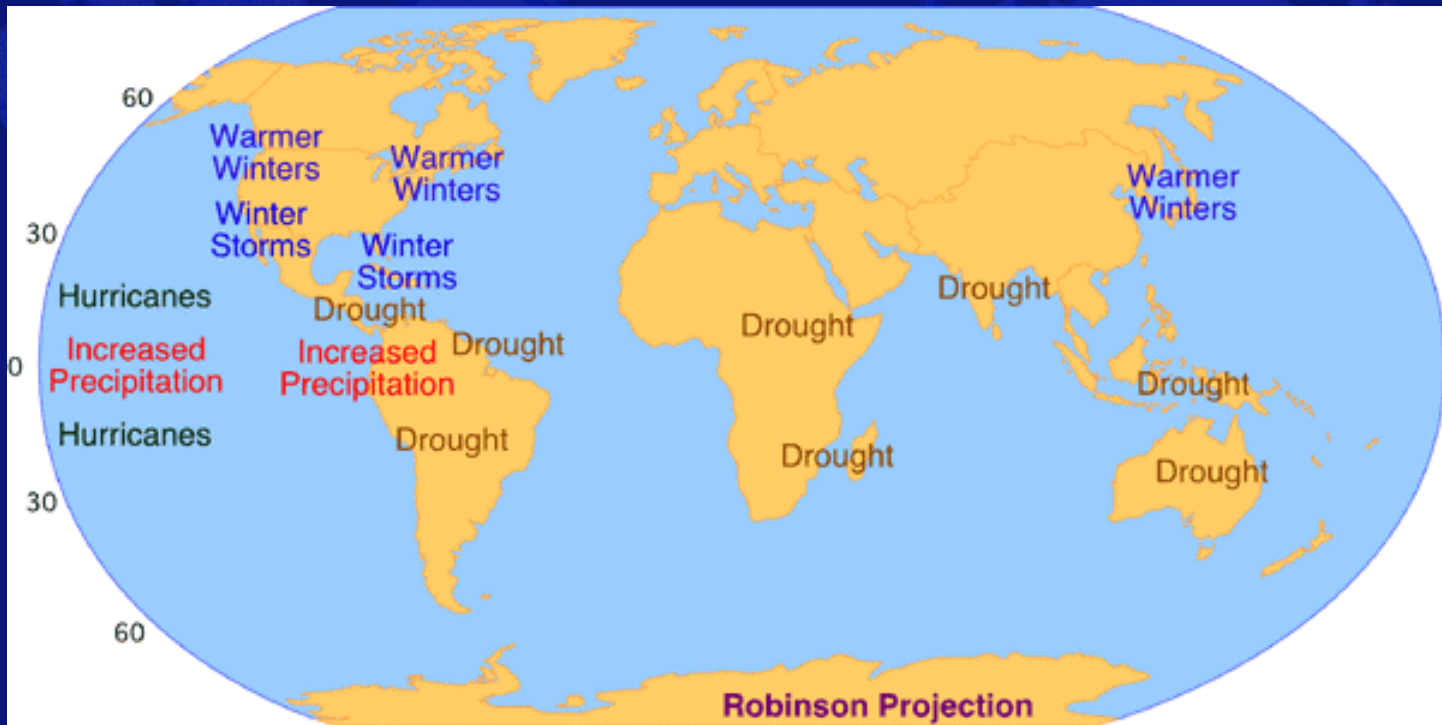 60
Warmer
Winters
Warmer
Winters
Warmer
Winters
Winter
Storms
30
Winter
Storms
Hurricanes
Drought
Drought
Drought
Drought
Increased
Precipitation
0
Increased
Precipitation
Drought
Hurricanes
Drought
Drought
Drought
30
60
Robinson Projection